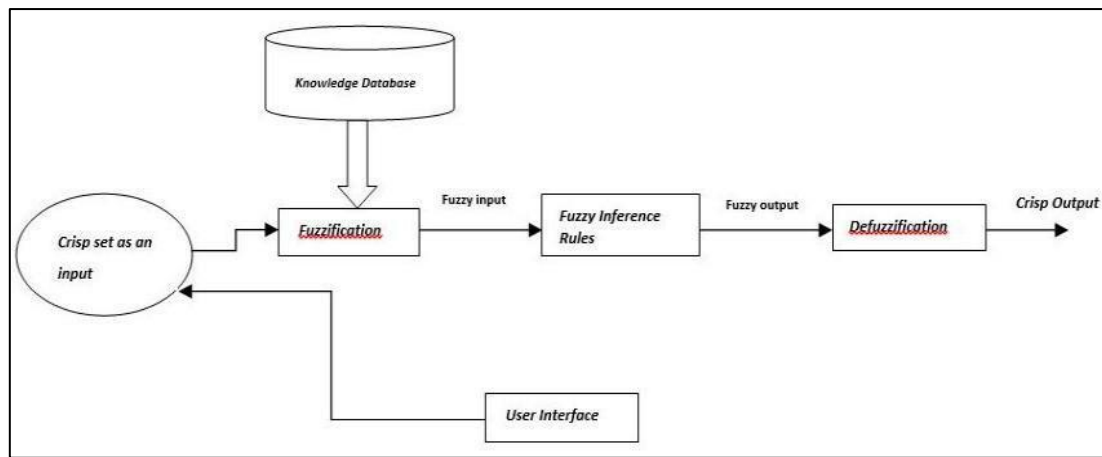 Knowledge Database
Fuzzy input
Fuzzy output
Crisp Output
Crisp set as an
input
Fuzification
Fuzzy Inference
Rules
Defuzzification
User Interface